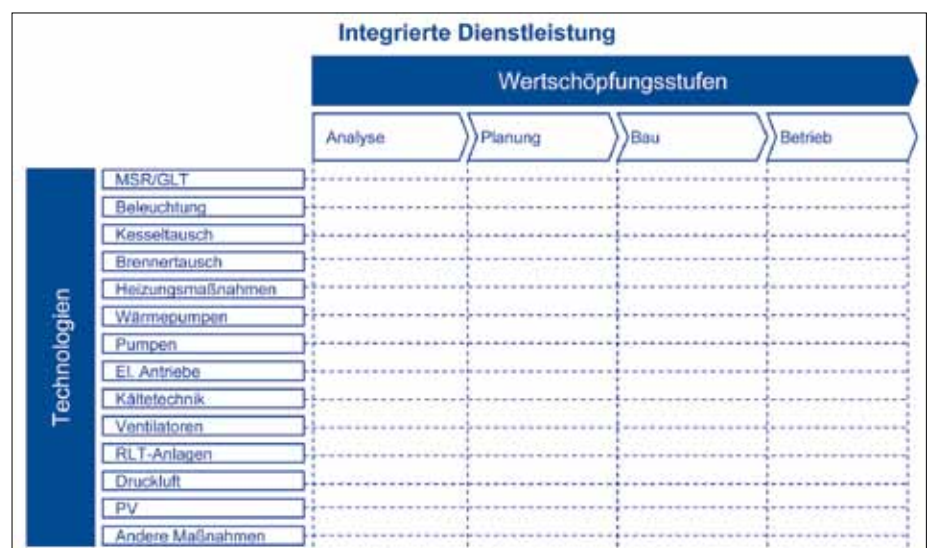 Integrierte Dienstleistung
Wertschöpfungsstufen
Analyse
Planung
Bau
Betrieb
Technologien
MSR/GLT
Beleuchtung
Kesseltausch
Brennertausch
Heizungsmaßnahmen
Wärmepumpen
Pumpen
El. Antriebe
Kältetechnik
Ventilatoren
RLT-Anlagen
Druckluft
PV
Andere Maßnahmen